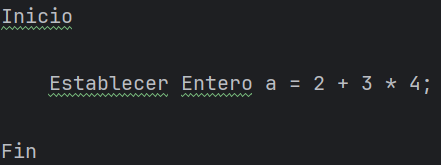 Inicio
Establecer Entero a = 2 + 3 * 4;
Fin